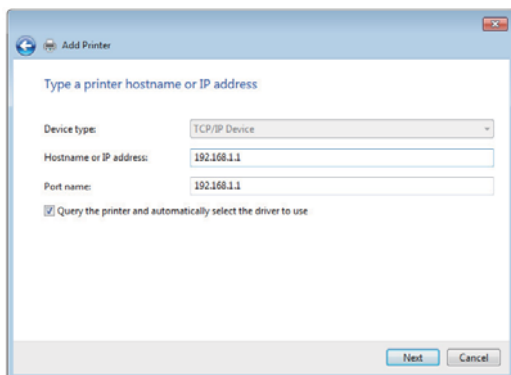 Add Printer
Type a printer hostname or IP address
Device type: TCP/IP Device
Hostname or IP address: 192.168.1.1
Port name: 192.168.1.1
Query the printer and automatically select the driver to use
Next Cancel